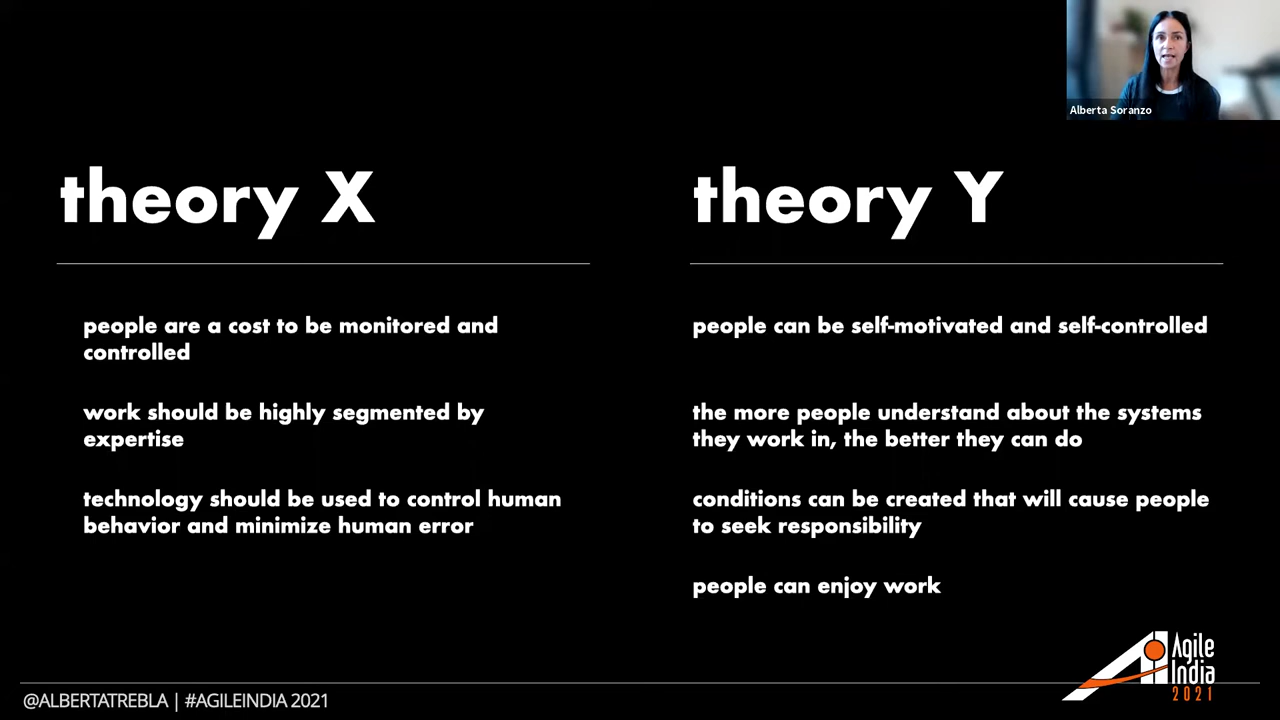 Alberta Soranzo
theory X
people are a cost to be monitored and
controlled
work should be highly segmented by
expertise
technology should be used to control human
behavior and minimize human error
theory Y
people can be self-motivated and self-controlled
the more people understand about the systems
they work in, the better they can do
conditions can be created that will cause people
to seek responsibility
people can enjoy work
@ALBERTATREBLA | #AGILEINDIA 2021
Agile
India
2021